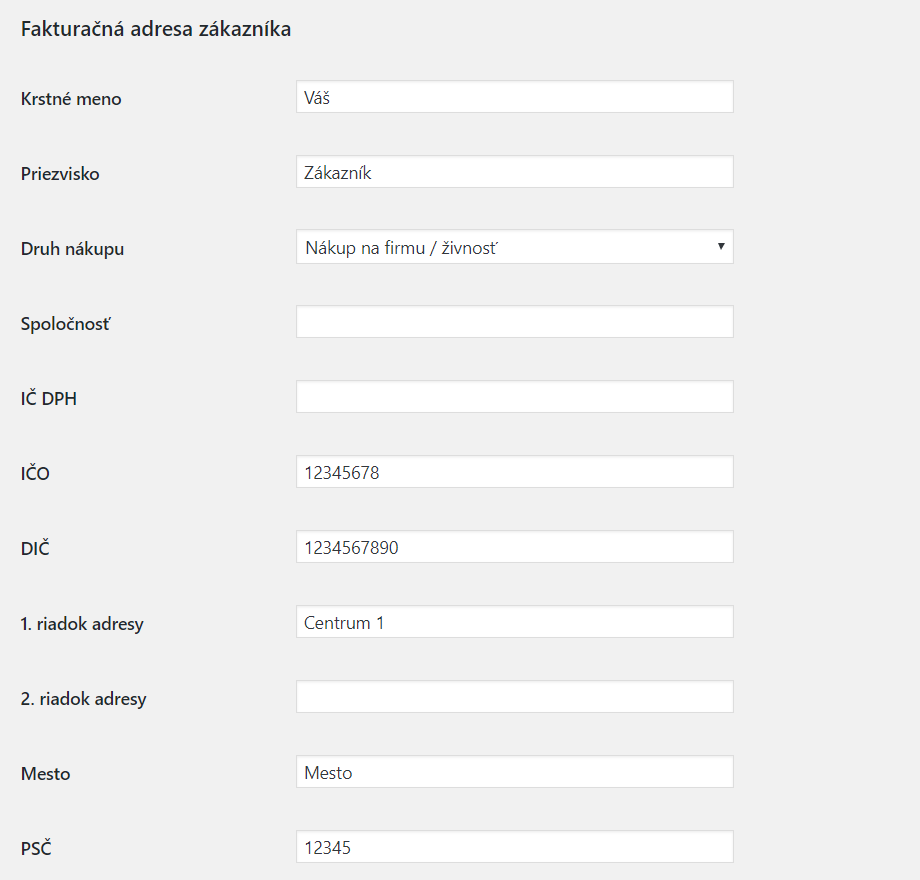 Fakturačná adresa zákazníka
Krstné meno Váš
Priezvisko Zákazník
Druh nákupu Nákup na firmu / živnosť
Spoločnosť
IČ DPH
IČO 12345678
DIČ 1234567890
1. riadok adresy Centrum 1
2. riadok adresy
Mesto Mesto
PSČ 12345